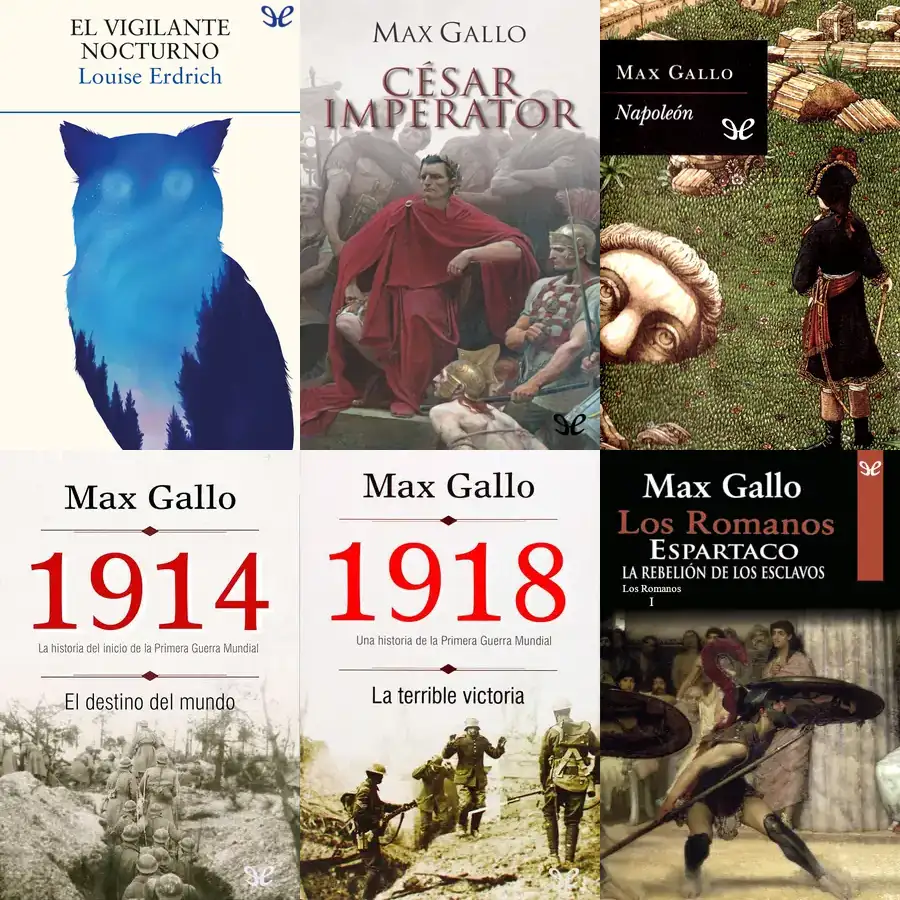 EL VIGILANTE
NOCTURNO
Louise Erdrich
MAX GALLO
CÉSAR
IMPERATOR
MAX GALLO
Napoleón
Max Gallo
1914
La historia del inicio de la Primera Guerra Mundial
El destino del mundo
Max Gallo
1918
Una historia de la Primera Guerra Mundial
La terrible victoria
Max Gallo
Los Romanos
ESPARTACO
LA REBELIÓN DE LOS ESCLAVOS
Los Romanos
I